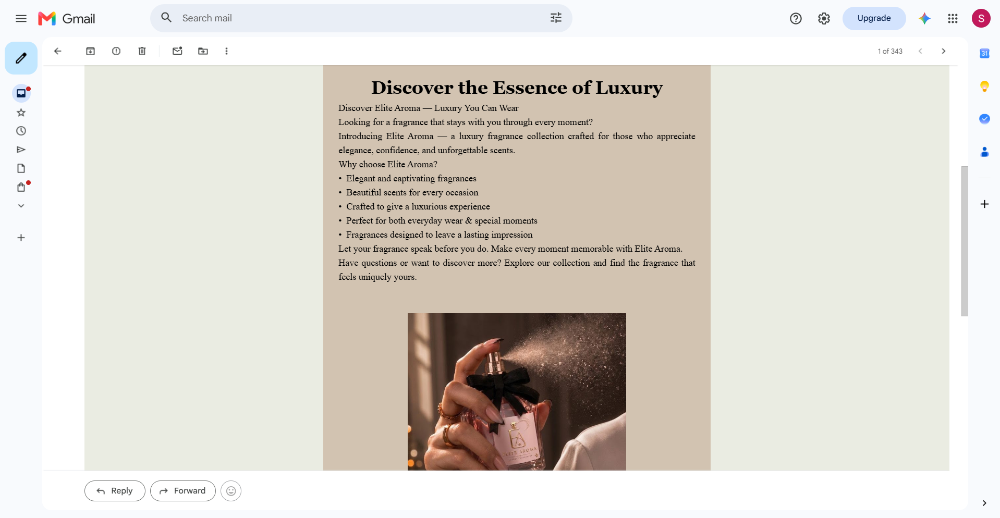 Gmail
Search mail
Upgrade
S
1 of 343
31
Discover the Essence of Luxury
Discover Elite Aroma — Luxury You Can Wear
Looking for a fragrance that stays with you through every moment?
Introducing Elite Aroma — a luxury fragrance collection crafted for those who appreciate
elegance, confidence, and unforgettable scents.
Why choose Elite Aroma?
• Elegant and captivating fragrances
• Beautiful scents for every occasion
• Crafted to give a luxurious experience
• Perfect for both everyday wear & special moments
• Fragrances designed to leave a lasting impression
Let your fragrance speak before you do. Make every moment memorable with Elite Aroma.
Have questions or want to discover more? Explore our collection and find the fragrance that
feels uniquely yours.
ELITE AROMA
Reply
Forward